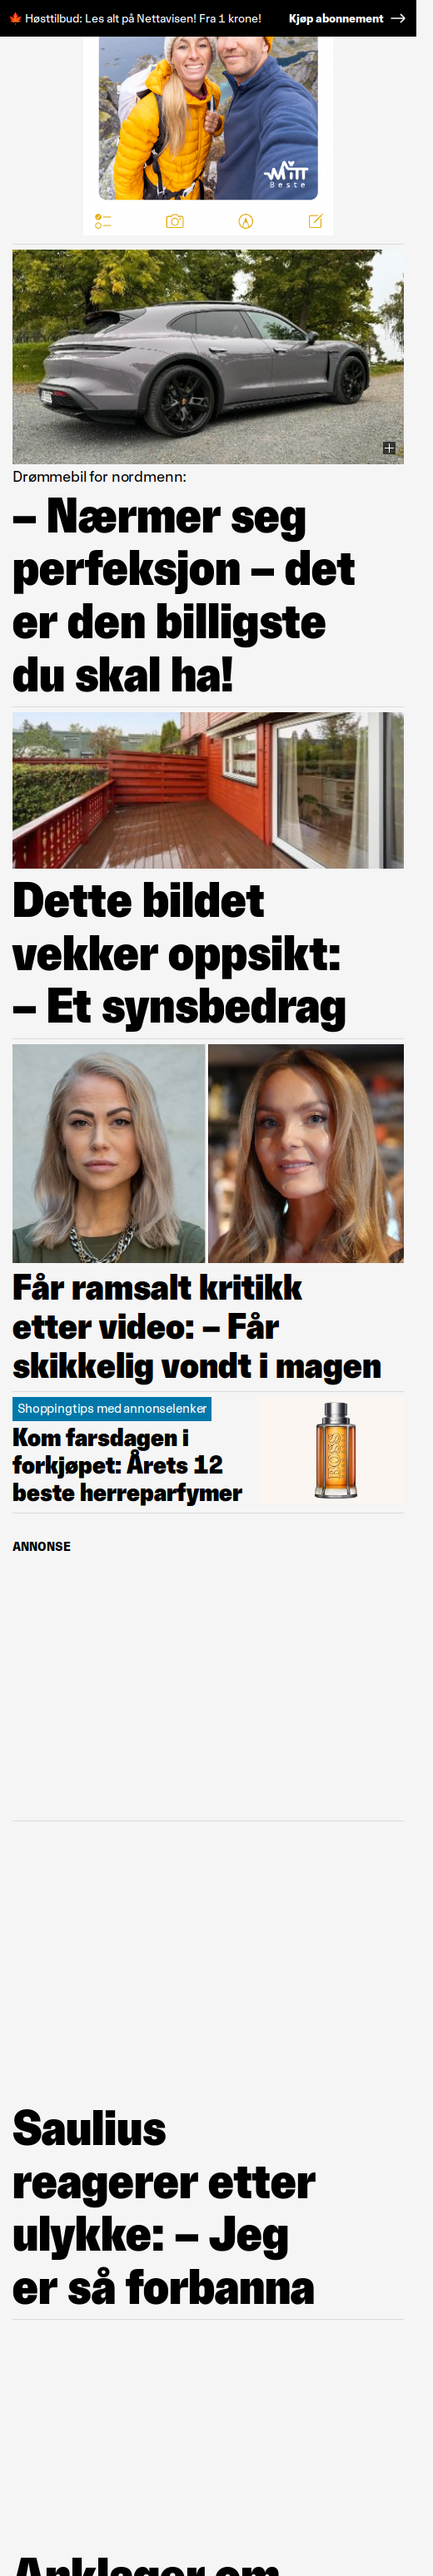 🍁 Høsttilbud: Les alt på Nettavisen! Fra 1 krone! Kjøp abonnement →
Mitt
Beste
Drømmebil for nordmenn:
– Nærmer seg
perfeksjon – det
er den billigste
du skal ha!
Dette bildet
vekker oppsikt:
– Et synsbedrag
Får ramsalt kritikk
etter video: – Får
skikkelig vondt i magen
Shoppingtips med annonselenker
Kom farsdagen i
forkjøpet: Årets 12
beste herreparfymer
BOSS
ANNONSE
Saulius
reagerer etter
ulykke: – Jeg
er så forbanna
Anklager om